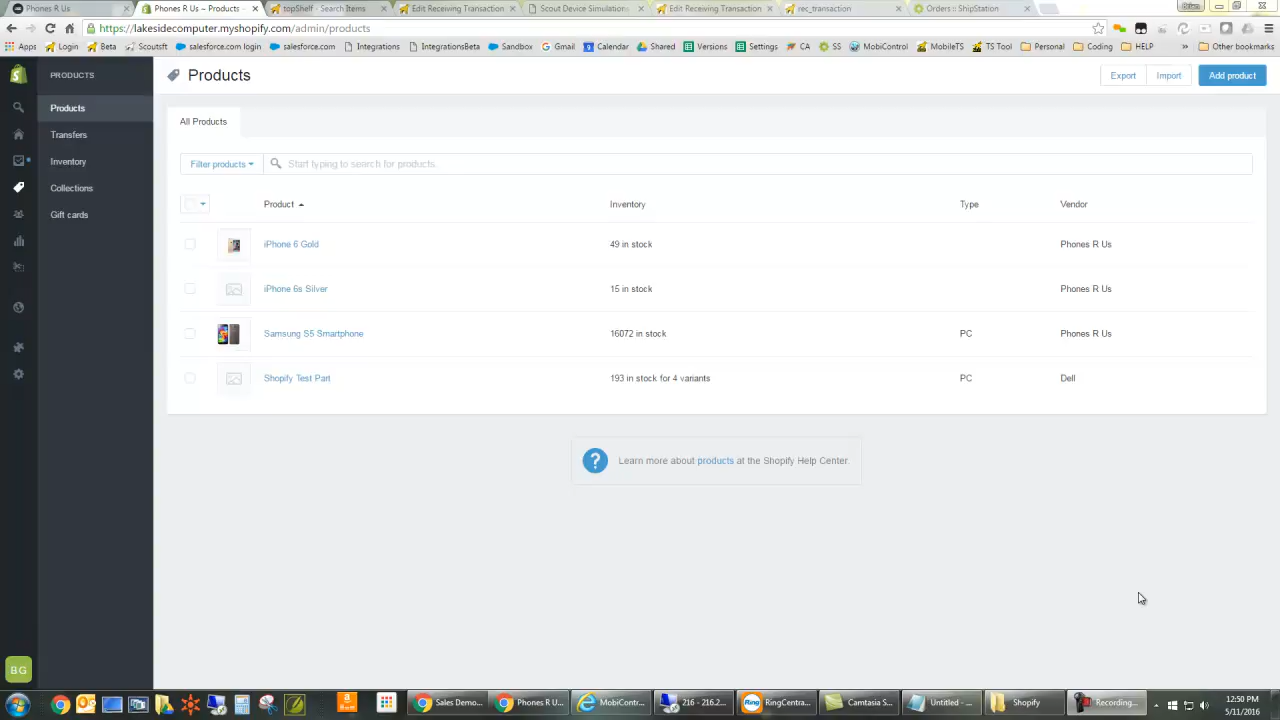 Phones R Us
Phones R Us ~ Products
topShelf - Search Items
Edit Receiving Transaction
Scout Device Simulations
Edit Receiving Transaction
rec_transaction
Orders :: ShipStation
https://lakesidecomputer.myshopify.com/admin/products
Apps
Login
Beta
Scoutsft
salesforce.com login
salesforce.com
Integrations
IntegrationsBeta
Sandbox
Gmail
Calendar
Shared
Versions
Settings
CA
SS
MobiControl
MobileTS
TS Tool
Personal
Coding
HELP
»
Other bookmarks
PRODUCTS
Products
Transfers
Inventory
Collections
Gift cards
BG
Products
Export
Import
Add product
All Products
Filter products
Start typing to search for products
Product
Inventory
Type
Vendor
iPhone 6 Gold
49 in stock
Phones R Us
iPhone 6s Silver
15 in stock
Phones R Us
Samsung S5 Smartphone
16072 in stock
PC
Phones R Us
Shopify Test Part
193 in stock for 4 variants
PC
Dell
? Learn more about products at the Shopify Help Center.
Sales Demo...
Phones R U...
MobiContr...
216 - 216.2...
RingCentra...
Camtasia S...
Untitled - ...
Shopify
Recording...
12:50 PM
5/11/2016